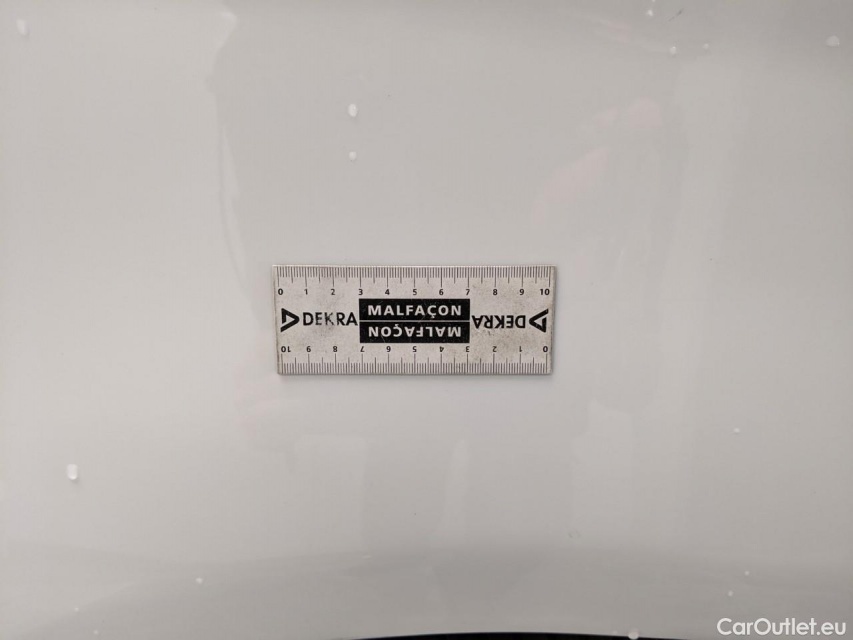 0 1 2 3 4 5 6 7 8 9 10
DEKRA MALFAÇON DEKRA
MALFAÇON
10 9 8 7 6 5 4 3 2 1 0
CarOutlet.eu